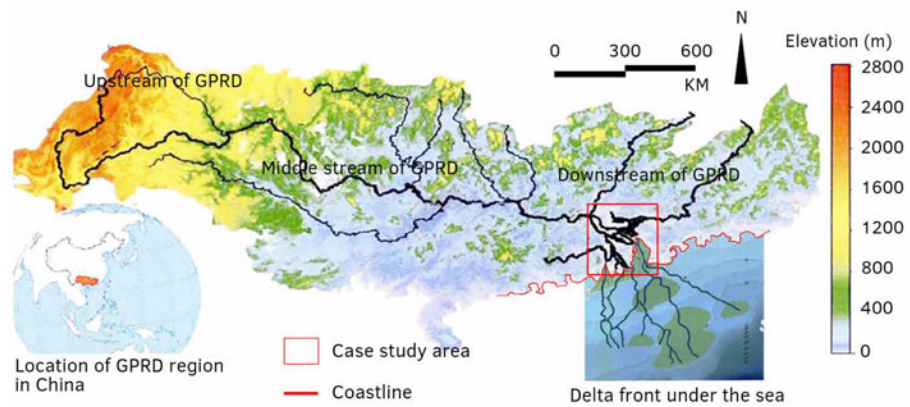 N
0 300 600
KM
Elevation (m)
2800
2400
2000
1600
1200
800
400
0
Upstream of GPRD
Middle stream of GPRD
Downstream of GPRD
Location of GPRD region
in China
Case study area
Coastline
Delta front under the sea